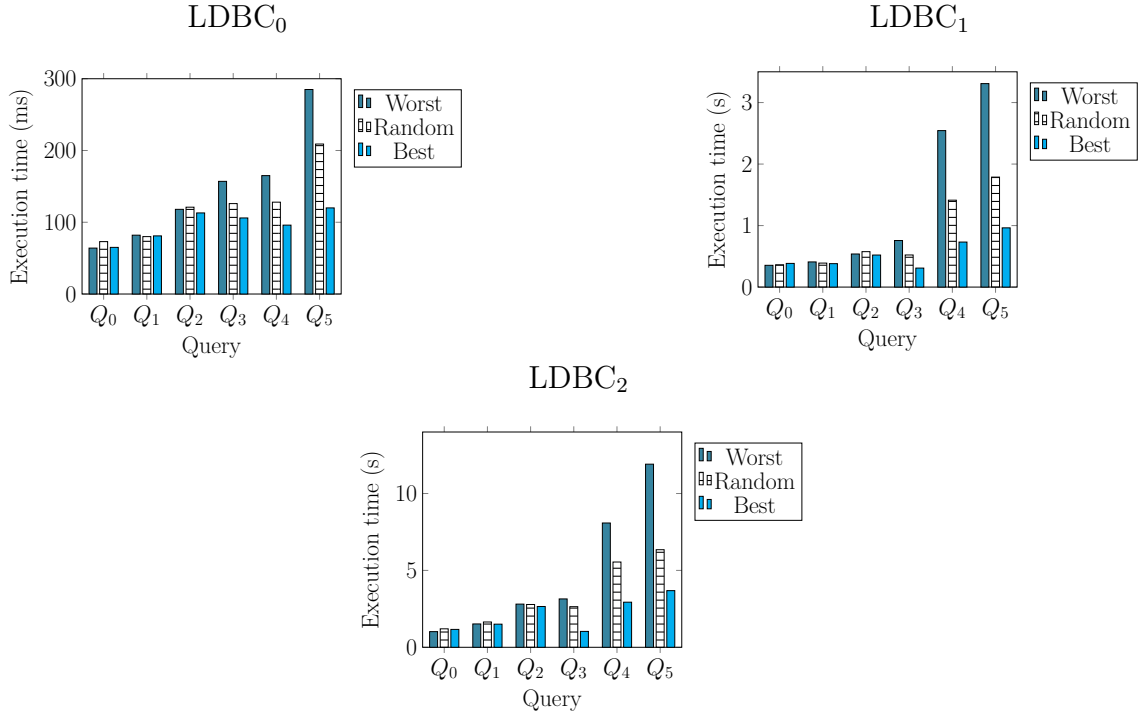 LDBC₀
Execution time (ms)
300
200
100
0
Q₀ Q₁ Q₂ Q₃ Q₄ Q₅
Query
Worst
Random
Best
LDBC₁
Execution time (s)
3
2
1
0
Q₀ Q₁ Q₂ Q₃ Q₄ Q₅
Query
Worst
Random
Best
LDBC₂
Execution time (s)
10
5
0
Q₀ Q₁ Q₂ Q₃ Q₄ Q₅
Query
Worst
Random
Best